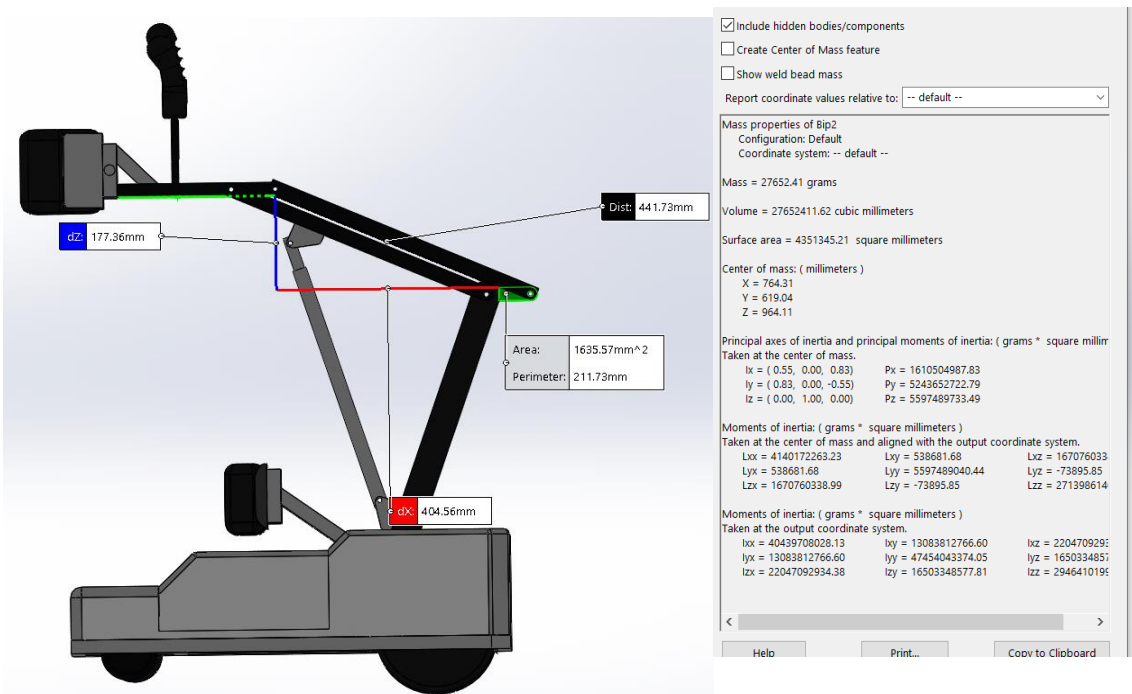 dZ: 177.36mm
Dist: 441.73mm
Area: 1635.57mm^2
Perimeter: 211.73mm
dX: 404.56mm
Include hidden bodies/components
Create Center of Mass feature
Show weld bead mass
Report coordinate values relative to: -- default --
Mass properties of Bip2
Configuration: Default
Coordinate system: -- default --
Mass = 27652.41 grams
Volume = 27652411.62 cubic millimeters
Surface area = 4351345.21 square millimeters
Center of mass: ( millimeters )
X = 764.31
Y = 619.04
Z = 964.11
Principal axes of inertia and principal moments of inertia: ( grams * square millim
Taken at the center of mass.
Ix = ( 0.55, 0.00, 0.83) Px = 1610504987.83
Iy = ( 0.83, 0.00, -0.55) Py = 5243652722.79
Iz = ( 0.00, 1.00, 0.00) Pz = 5597489733.49
Moments of inertia: ( grams * square millimeters )
Taken at the center of mass and aligned with the output coordinate system.
Lxx = 4140172263.23 Lxy = 538681.68 Lxz = 167076033
Lyx = 538681.68 Lyy = 5597489040.44 Lyz = -73895.85
Lzx = 1670760338.99 Lzy = -73895.85 Lzz = 271398614
Moments of inertia: ( grams * square millimeters )
Taken at the output coordinate system.
Ixx = 40439708028.13 Ixy = 13083812766.60 Ixz = 2204709293
Iyx = 13083812766.60 Iyy = 47454043374.05 Iyz = 1650334857
Izx = 22047092934.38 Izy = 16503348577.81 Izz = 2946410199
Help Print... Copy to Clipboard